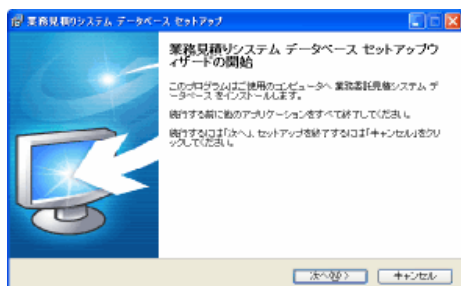 業務見積りシステム データベース セットアップ
業務見積りシステム データベース セットアップウ
ィザードの開始
このプログラムはご使用のコンピュータへ 業務委託見積システム デ
ータベース をインストールします。
続行する前に他のアプリケーションをすべて終了してください。
続行するには「次へ」、セットアップを終了するには「キャンセル」をクリ
ックしてください。
次へ(N) >
キャンセル